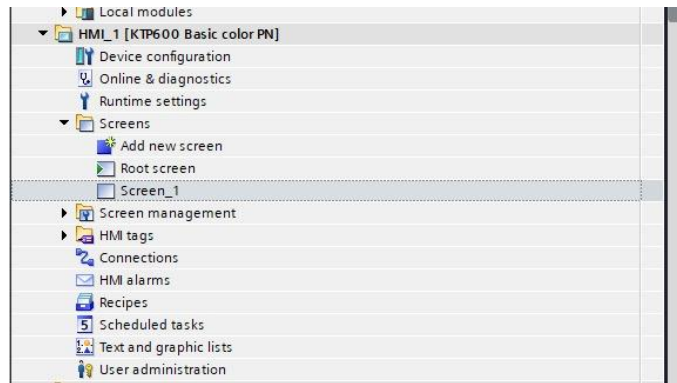 Local modules
HMI_1 [KTP600 Basic color PN]
Device configuration
Online & diagnostics
Runtime settings
Screens
Add new screen
Root screen
Screen_1
Screen management
HMI tags
Connections
HMI alarms
Recipes
Scheduled tasks
Text and graphic lists
User administration